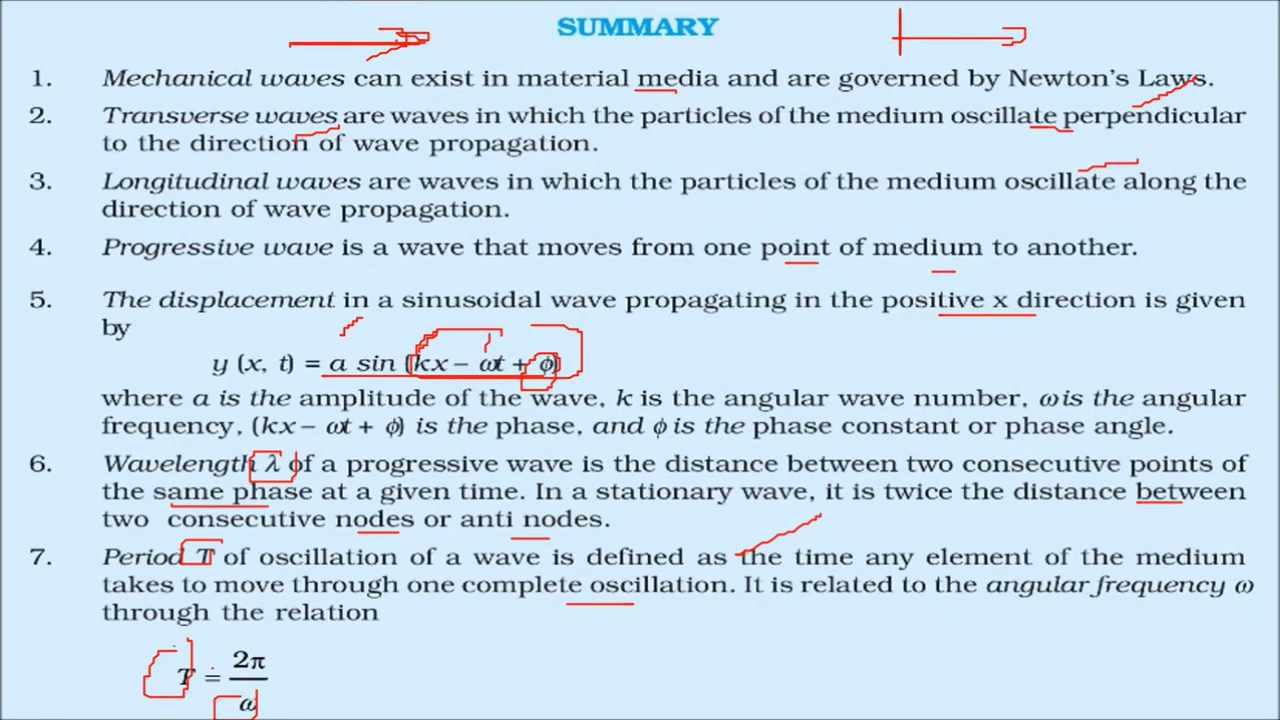 SUMMARY
1. Mechanical waves can exist in material media and are governed by Newton's Laws.
2. Transverse waves are waves in which the particles of the medium oscillate perpendicular
to the direction of wave propagation.
3. Longitudinal waves are waves in which the particles of the medium oscillate along the
direction of wave propagation.
4. Progressive wave is a wave that moves from one point of medium to another.
5. The displacement in a sinusoidal wave propagating in the positive x direction is given
by
y (x, t) = a sin (kx – ωt + ϕ)
where a is the amplitude of the wave, k is the angular wave number, ω is the angular
frequency, (kx – ωt + ϕ) is the phase, and ϕ is the phase constant or phase angle.
6. Wavelength λ of a progressive wave is the distance between two consecutive points of
the same phase at a given time. In a stationary wave, it is twice the distance between
two consecutive nodes or anti nodes.
7. Period T of oscillation of a wave is defined as the time any element of the medium
takes to move through one complete oscillation. It is related to the angular frequency ω
through the relation
T = 2π
ω